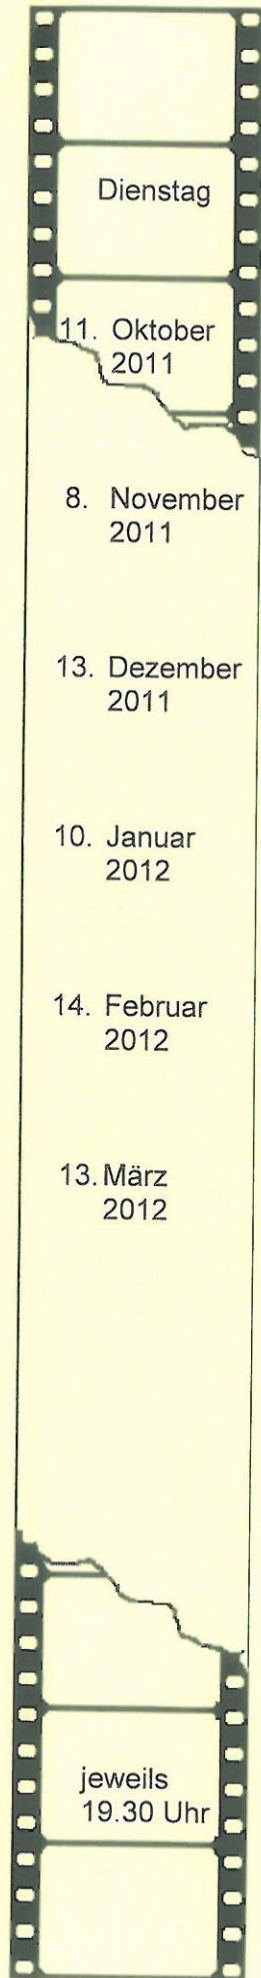 Dienstag
11. Oktober
2011
8. November
2011
13. Dezember
2011
10. Januar
2012
14. Februar
2012
13. März
2012
jeweils
19.30 Uhr